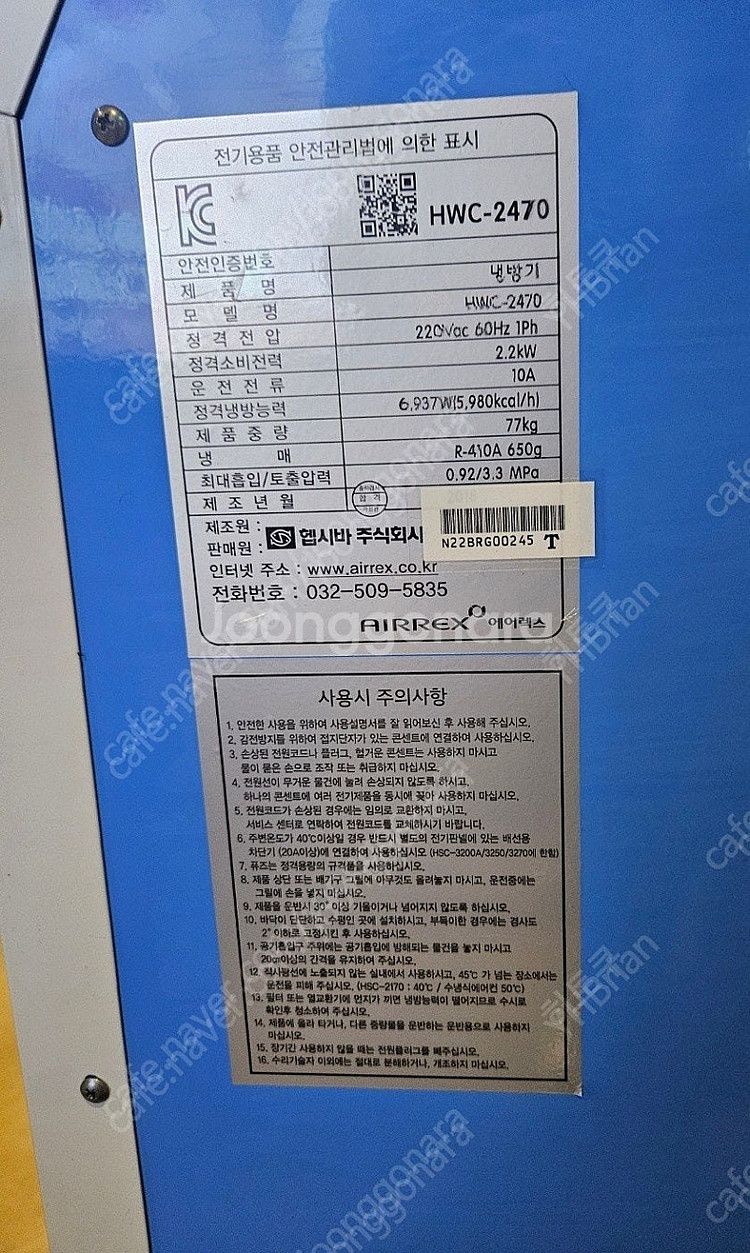 전기용품 안전관리법에 의한 표시
HWC-2470
안전인증번호
제 품 명 냉방기
모 델 명 HWC-2470
정 격 전 압 220Vac 60Hz 1Ph
정격소비전력 2.2kW
운 전 전 류 10A
정격냉방능력 6,937W(5,980kcal/h)
제 품 중 량 77kg
냉 매 R-410A 650g
최대흡입/토출압력 0.92/3.3 MPa
제 조 년 월
합 격
제조원 :
판매원 : 헵시바 주식회사
N22BRG00245 T
인터넷 주소 : www.airrex.co.kr
전화번호 : 032-509-5835
AIRREX 에어렉스
Joonggonara
사용시 주의사항
1. 안전한 사용을 위하여 사용설명서를 잘 읽어보신 후 사용해 주십시오.
2. 감전방지를 위하여 접지단자가 있는 콘센트에 연결하여 사용하십시오.
3. 손상된 전원코드나 플러그, 헐거운 콘센트는 사용하지 마시고
물이 묻은 손으로 조작 또는 취급하지 마십시오.
4. 전원선이 무거운 물건에 눌려 손상되지 않도록 하시고,
하나의 콘센트에 여러 전기제품을 동시에 꽂아 사용하지 마십시오.
5. 전원코드가 손상된 경우에는 임의로 교환하지 마시고,
서비스 센터로 연락하여 전원코드를 교체하시기 바랍니다.
6. 주변온도가 40℃이상일 경우 반드시 별도의 전기판넬에 있는 배선용
차단기 (20A이상)에 연결하여 사용하십시오 (HSC-3200A/3250/3270에 한함)
7. 퓨즈는 정격용량의 규격품을 사용하십시오.
8. 제품 상단 또는 배기구 그릴에 아무것도 올려놓지 마시고, 운전중에는
그릴에 손을 넣지 마십시오.
9. 제품을 운반시 30° 이상 기울이거나 넘어지지 않도록 하십시오.
10. 바닥이 단단하고 수평인 곳에 설치하시고, 부득이한 경우에는 경사도
2° 이하로 고정시킨 후 사용하십시오.
11. 공기흡입구 주위에는 공기흡입에 방해되는 물건을 놓지 마시고
20cm이상의 간격을 유지하여 주십시오.
12. 직사광선에 노출되지 않는 실내에서 사용하시고, 45℃ 가 넘는 장소에서는
운전을 피해 주십시오. (HSC-2170 : 40℃ / 수냉식에어컨 50℃)
13. 필터 또는 열교환기에 먼지가 끼면 냉방능력이 떨어지므로 수시로
확인후 청소하여 주십시오.
14. 제품에 올라 타거나, 다른 중량물을 운반하는 운반용으로 사용하지
마십시오.
15. 장기간 사용하지 않을 때는 전원플러그를 빼주십시오.
16. 수리기술자 이외에는 절대로 분해하거나, 개조하지 마십시오.